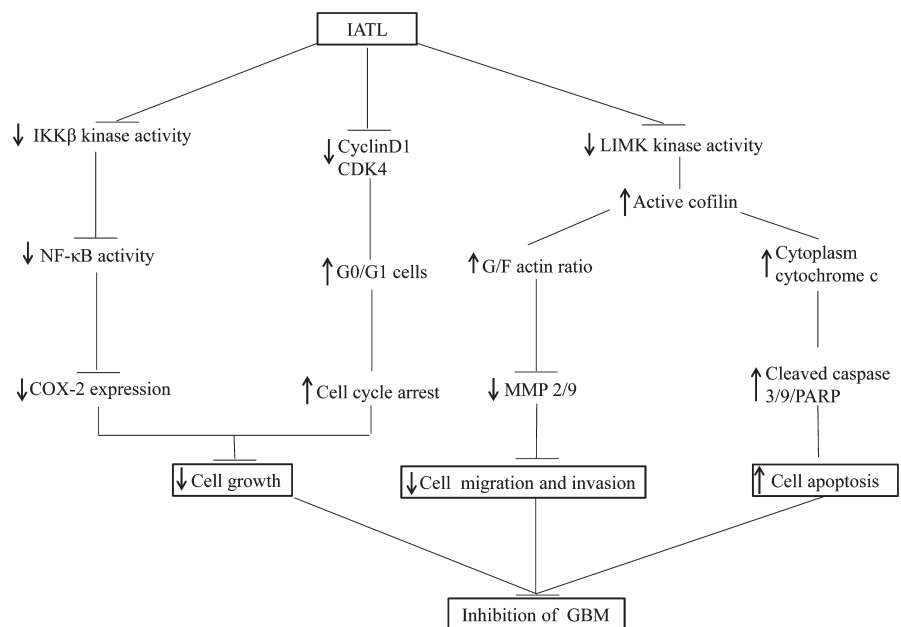 IATL
↓ IKKβ kinase activity
↓ CyclinD1
CDK4
↓ LIMK kinase activity
↑ Active cofilin
↓ NF-κB activity
↑ G0/G1 cells
↑ G/F actin ratio
↑ Cytoplasm
cytochrome c
↓ COX-2 expression
↑ Cell cycle arrest
↓ MMP 2/9
↑ Cleaved caspase
3/9/PARP
↓ Cell growth
↓ Cell migration and invasion
↑ Cell apoptosis
Inhibition of GBM